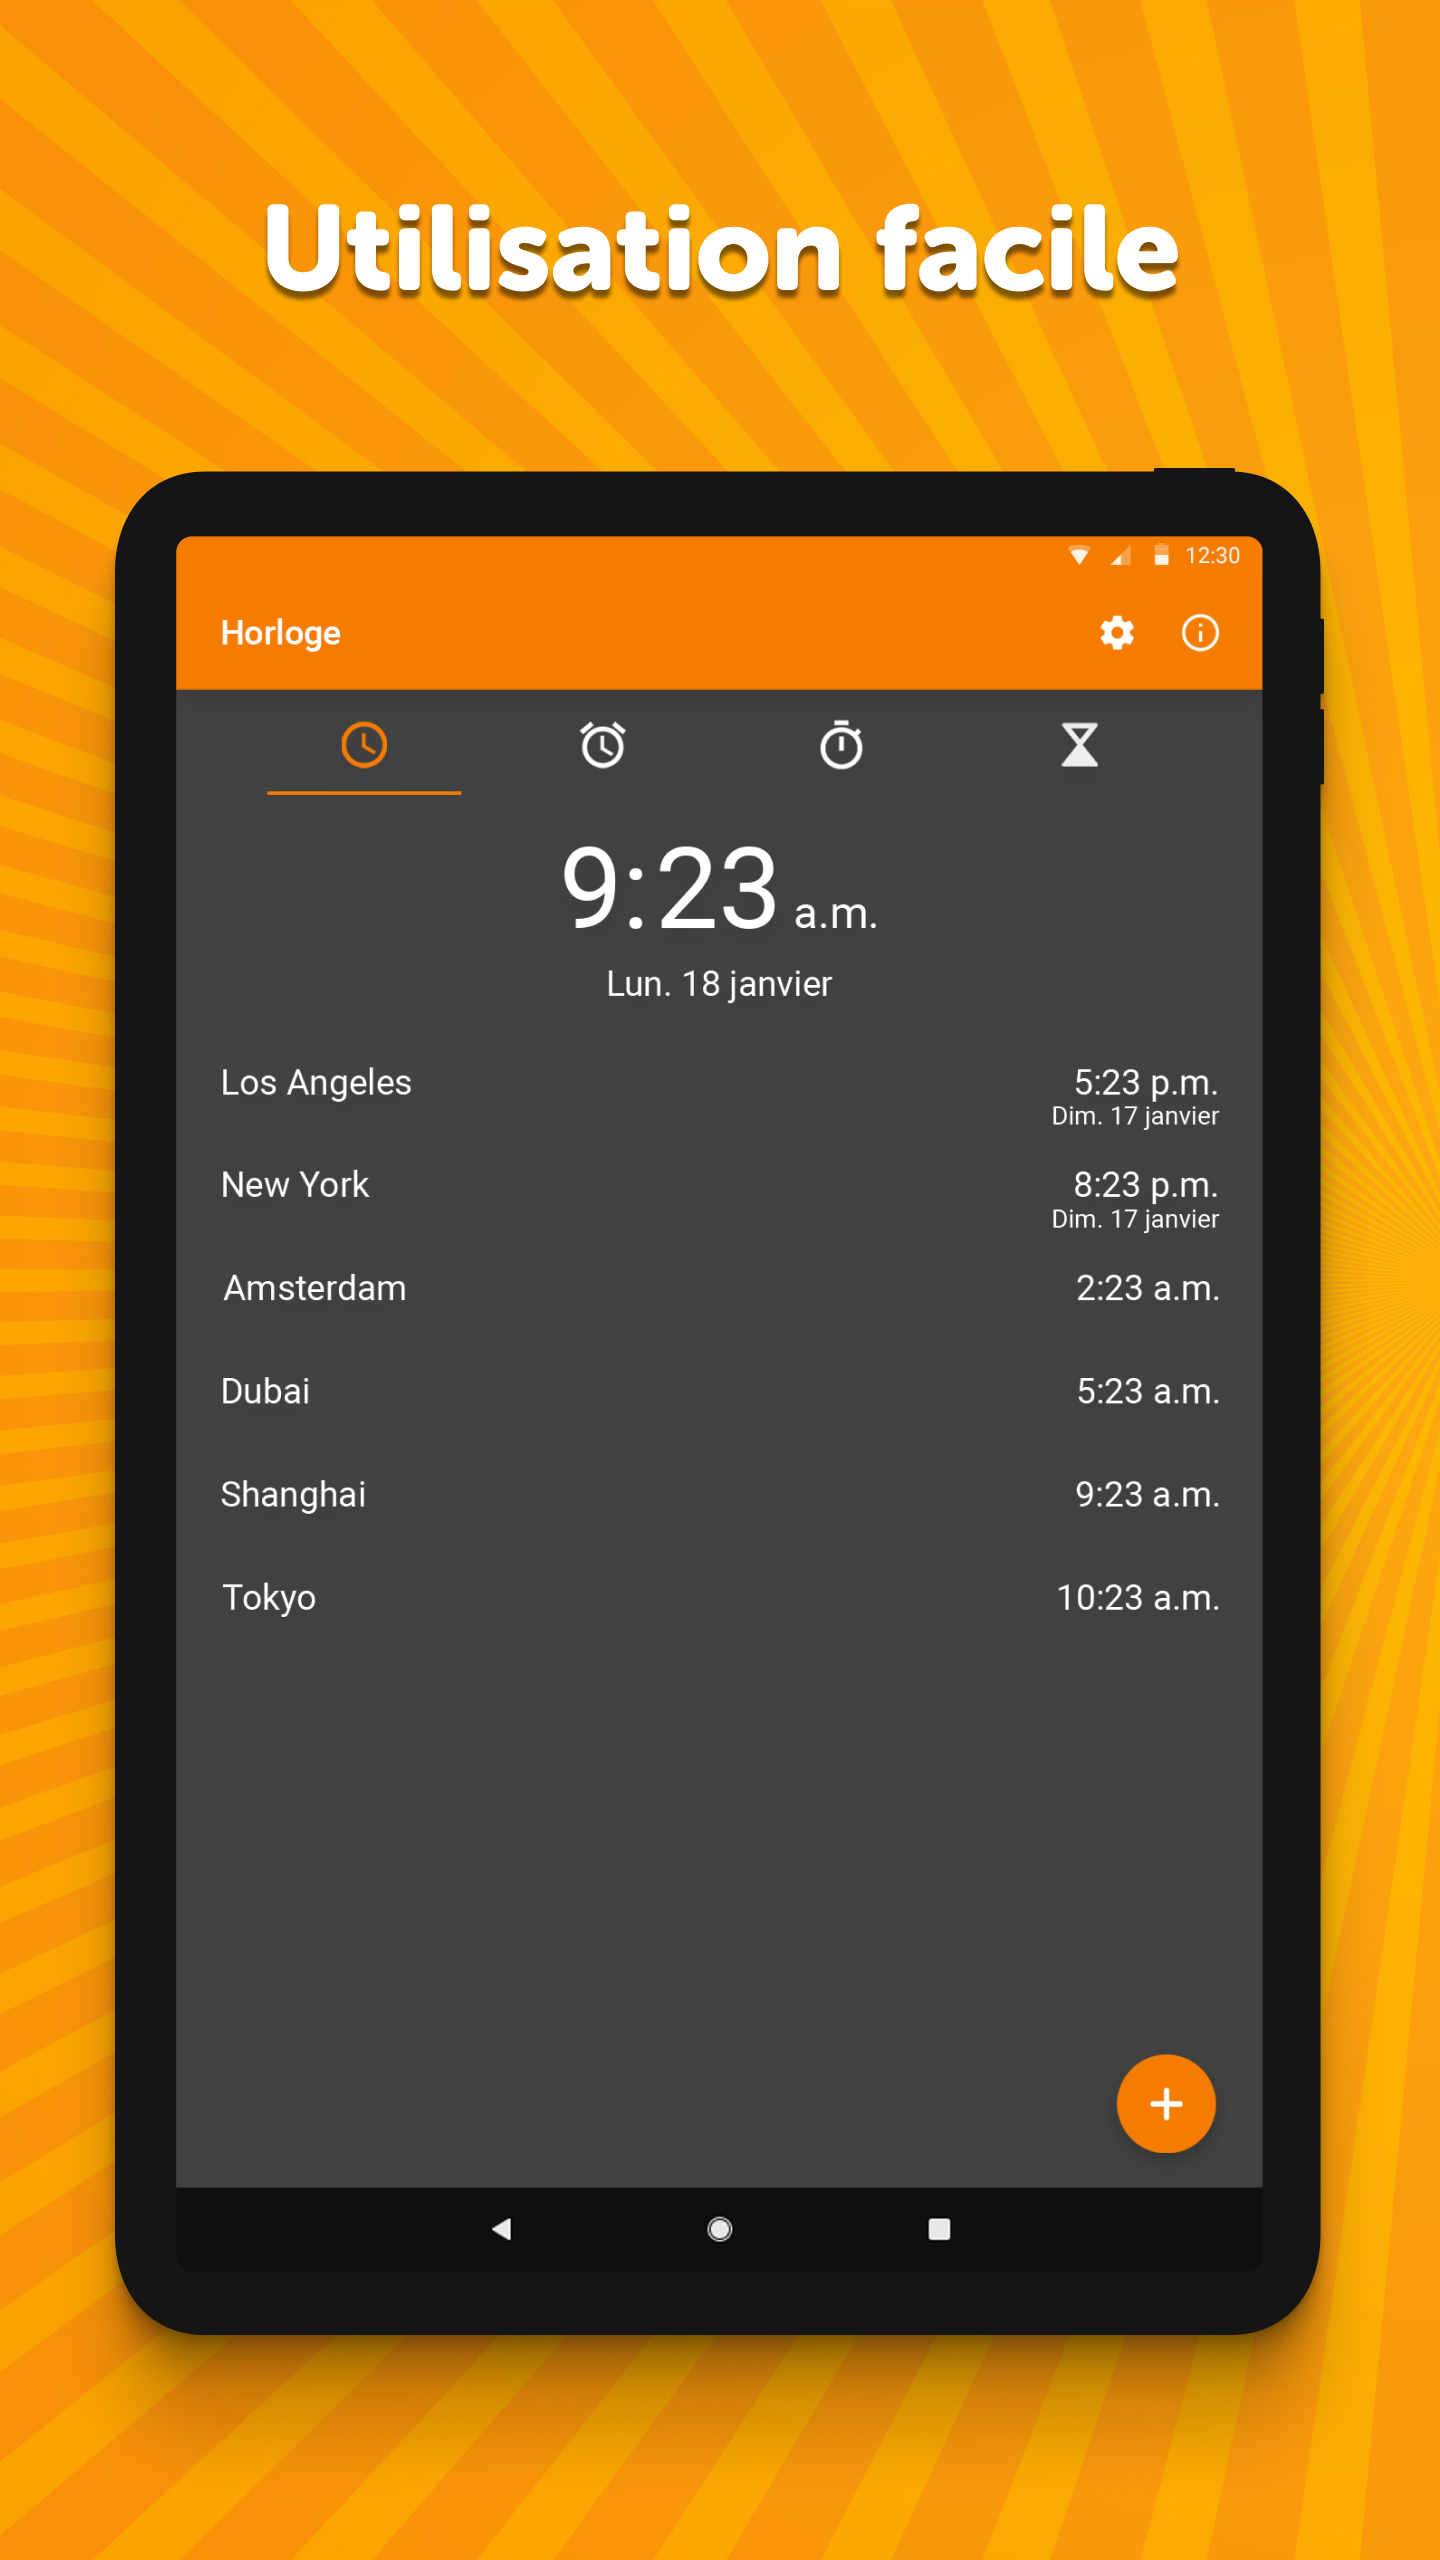 Utilisation facile
12:30
Horloge
9:23 a.m.
Lun. 18 janvier
Los Angeles 5:23 p.m.
Dim. 17 janvier
New York 8:23 p.m.
Dim. 17 janvier
Amsterdam 2:23 a.m.
Dubai 5:23 a.m.
Shanghai 9:23 a.m.
Tokyo 10:23 a.m.